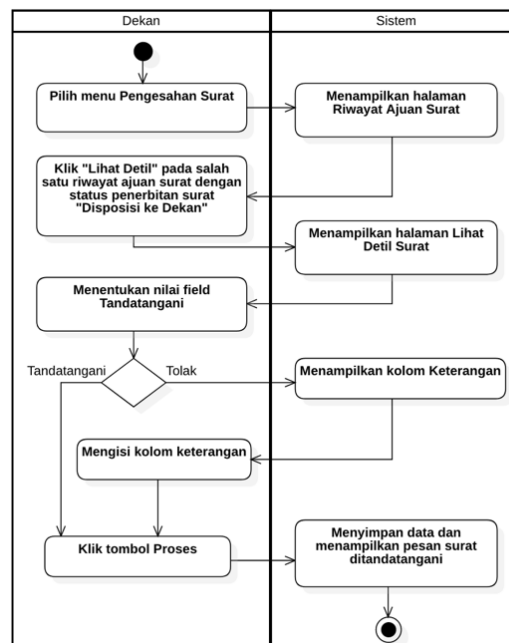 Dekan
Sistem
Pilih menu Pengesahan Surat
Menampilkan halaman
Riwayat Ajuan Surat
Klik "Lihat Detil" pada salah
satu riwayat ajuan surat dengan
status penerbitan surat
"Disposisi ke Dekan"
Menampilkan halaman Lihat
Detil Surat
Menentukan nilai field
Tandatangani
Tandatangani
Tolak
Menampilkan kolom Keterangan
Mengisi kolom keterangan
Klik tombol Proses
Menyimpan data dan
menampilkan pesan surat
ditandatangani